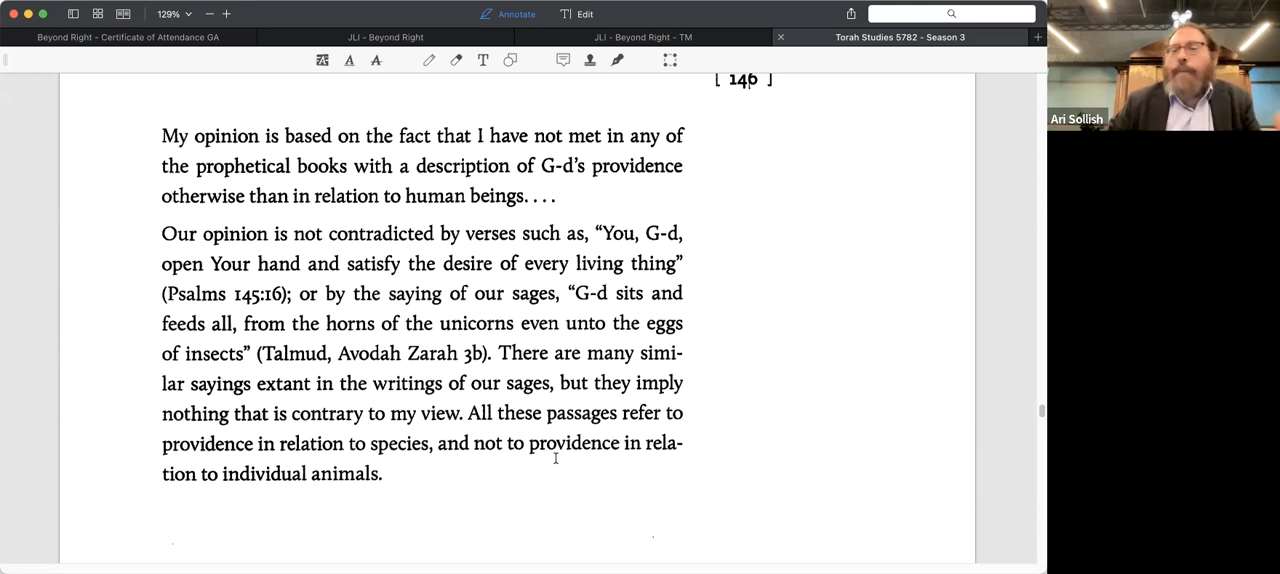 129%
Annotate
Edit
Beyond Right - Certificate of Attendance GA
JLI - Beyond Right
JLI - Beyond Right - TM
Torah Studies 5782 - Season 3
[ 146 ]
Ari Sollish
My opinion is based on the fact that I have not met in any of
the prophetical books with a description of G-d’s providence
otherwise than in relation to human beings. . . .
Our opinion is not contradicted by verses such as, “You, G-d,
open Your hand and satisfy the desire of every living thing”
(Psalms 145:16); or by the saying of our sages, “G-d sits and
feeds all, from the horns of the unicorns even unto the eggs
of insects” (Talmud, Avodah Zarah 3b). There are many simi-
lar sayings extant in the writings of our sages, but they imply
nothing that is contrary to my view. All these passages refer to
providence in relation to species, and not to providence in rela-
tion to individual animals.